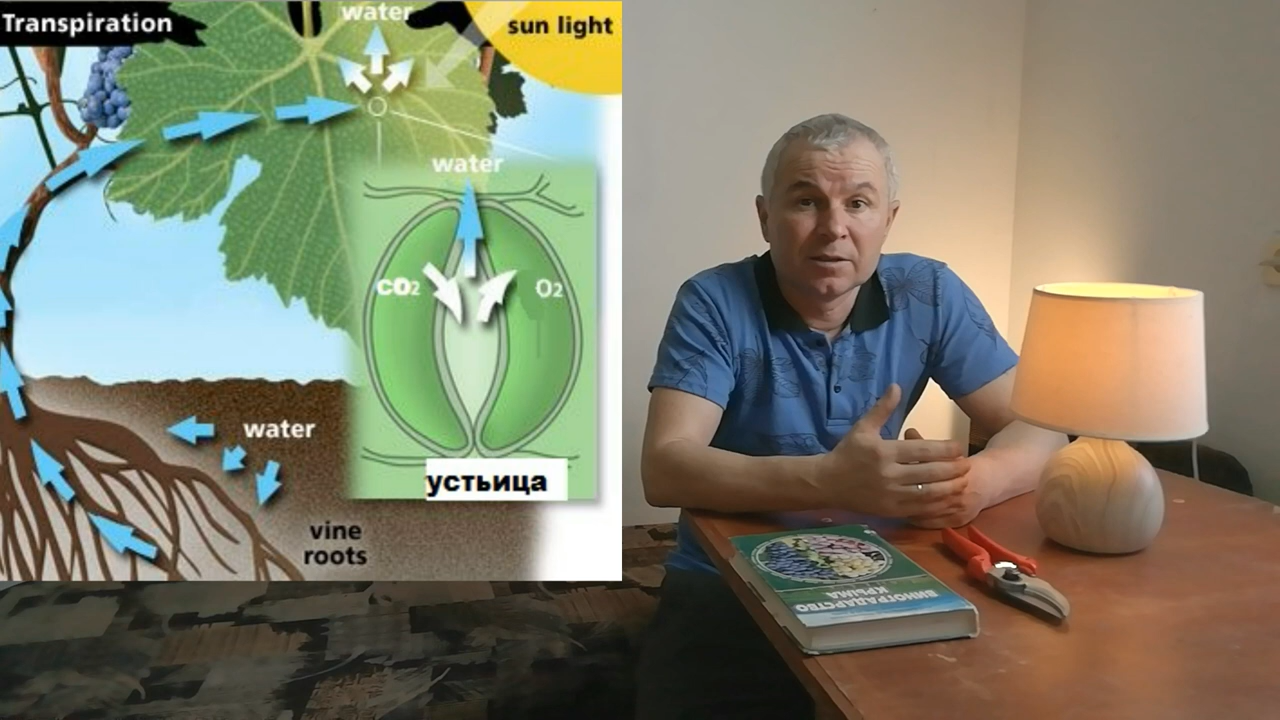 Transpiration
water
sun light
water
CO₂
O₂
устьица
water
vine
roots
ВИНОГРАДАРСТВО
КРЫМА